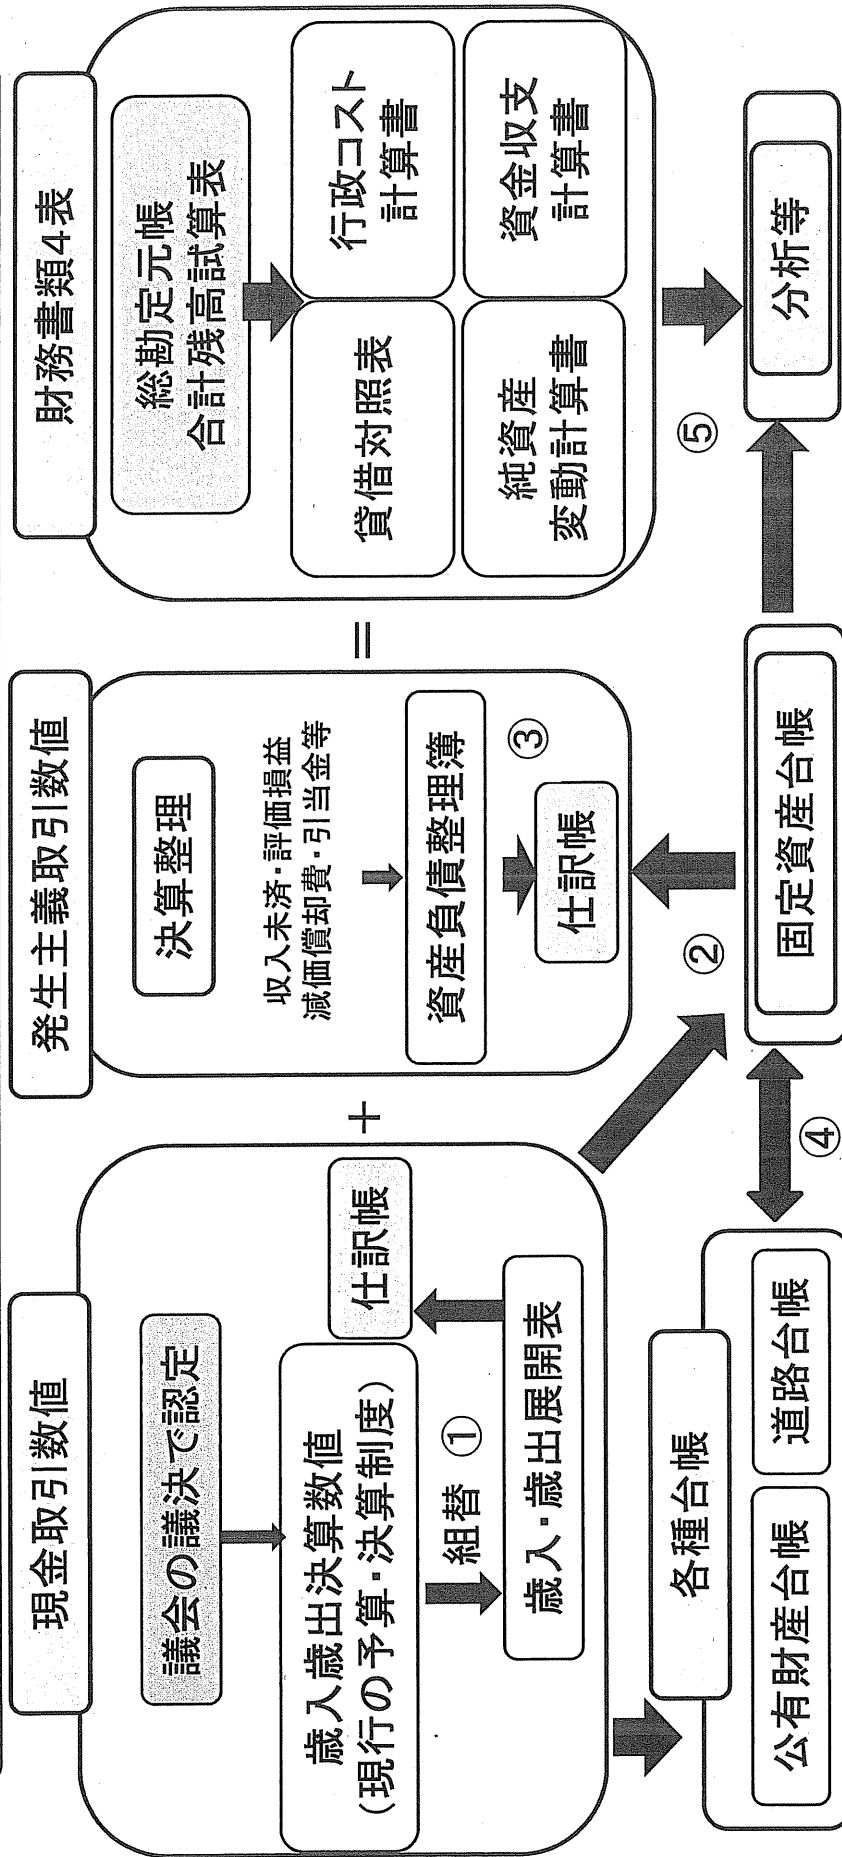 現金取引数値
議会の議決で認定
歳入歳出決算数値
(現行の予算・決算制度)
組替 ①
歳入・歳出展開表
仕訳帳
各種台帳
公有財産台帳
道路台帳
＋
発生主義取引数値
決算整理
収入未済・評価損益
減価償却費・引当金等
資産負債整理簿
③
仕訳帳
②
④
固定資産台帳
＝
財務書類4表
総勘定元帳
合計残高試算表
貸借対照表
行政コスト
計算書
純資産
変動計算書
資金収支
計算書
⑤
分析等